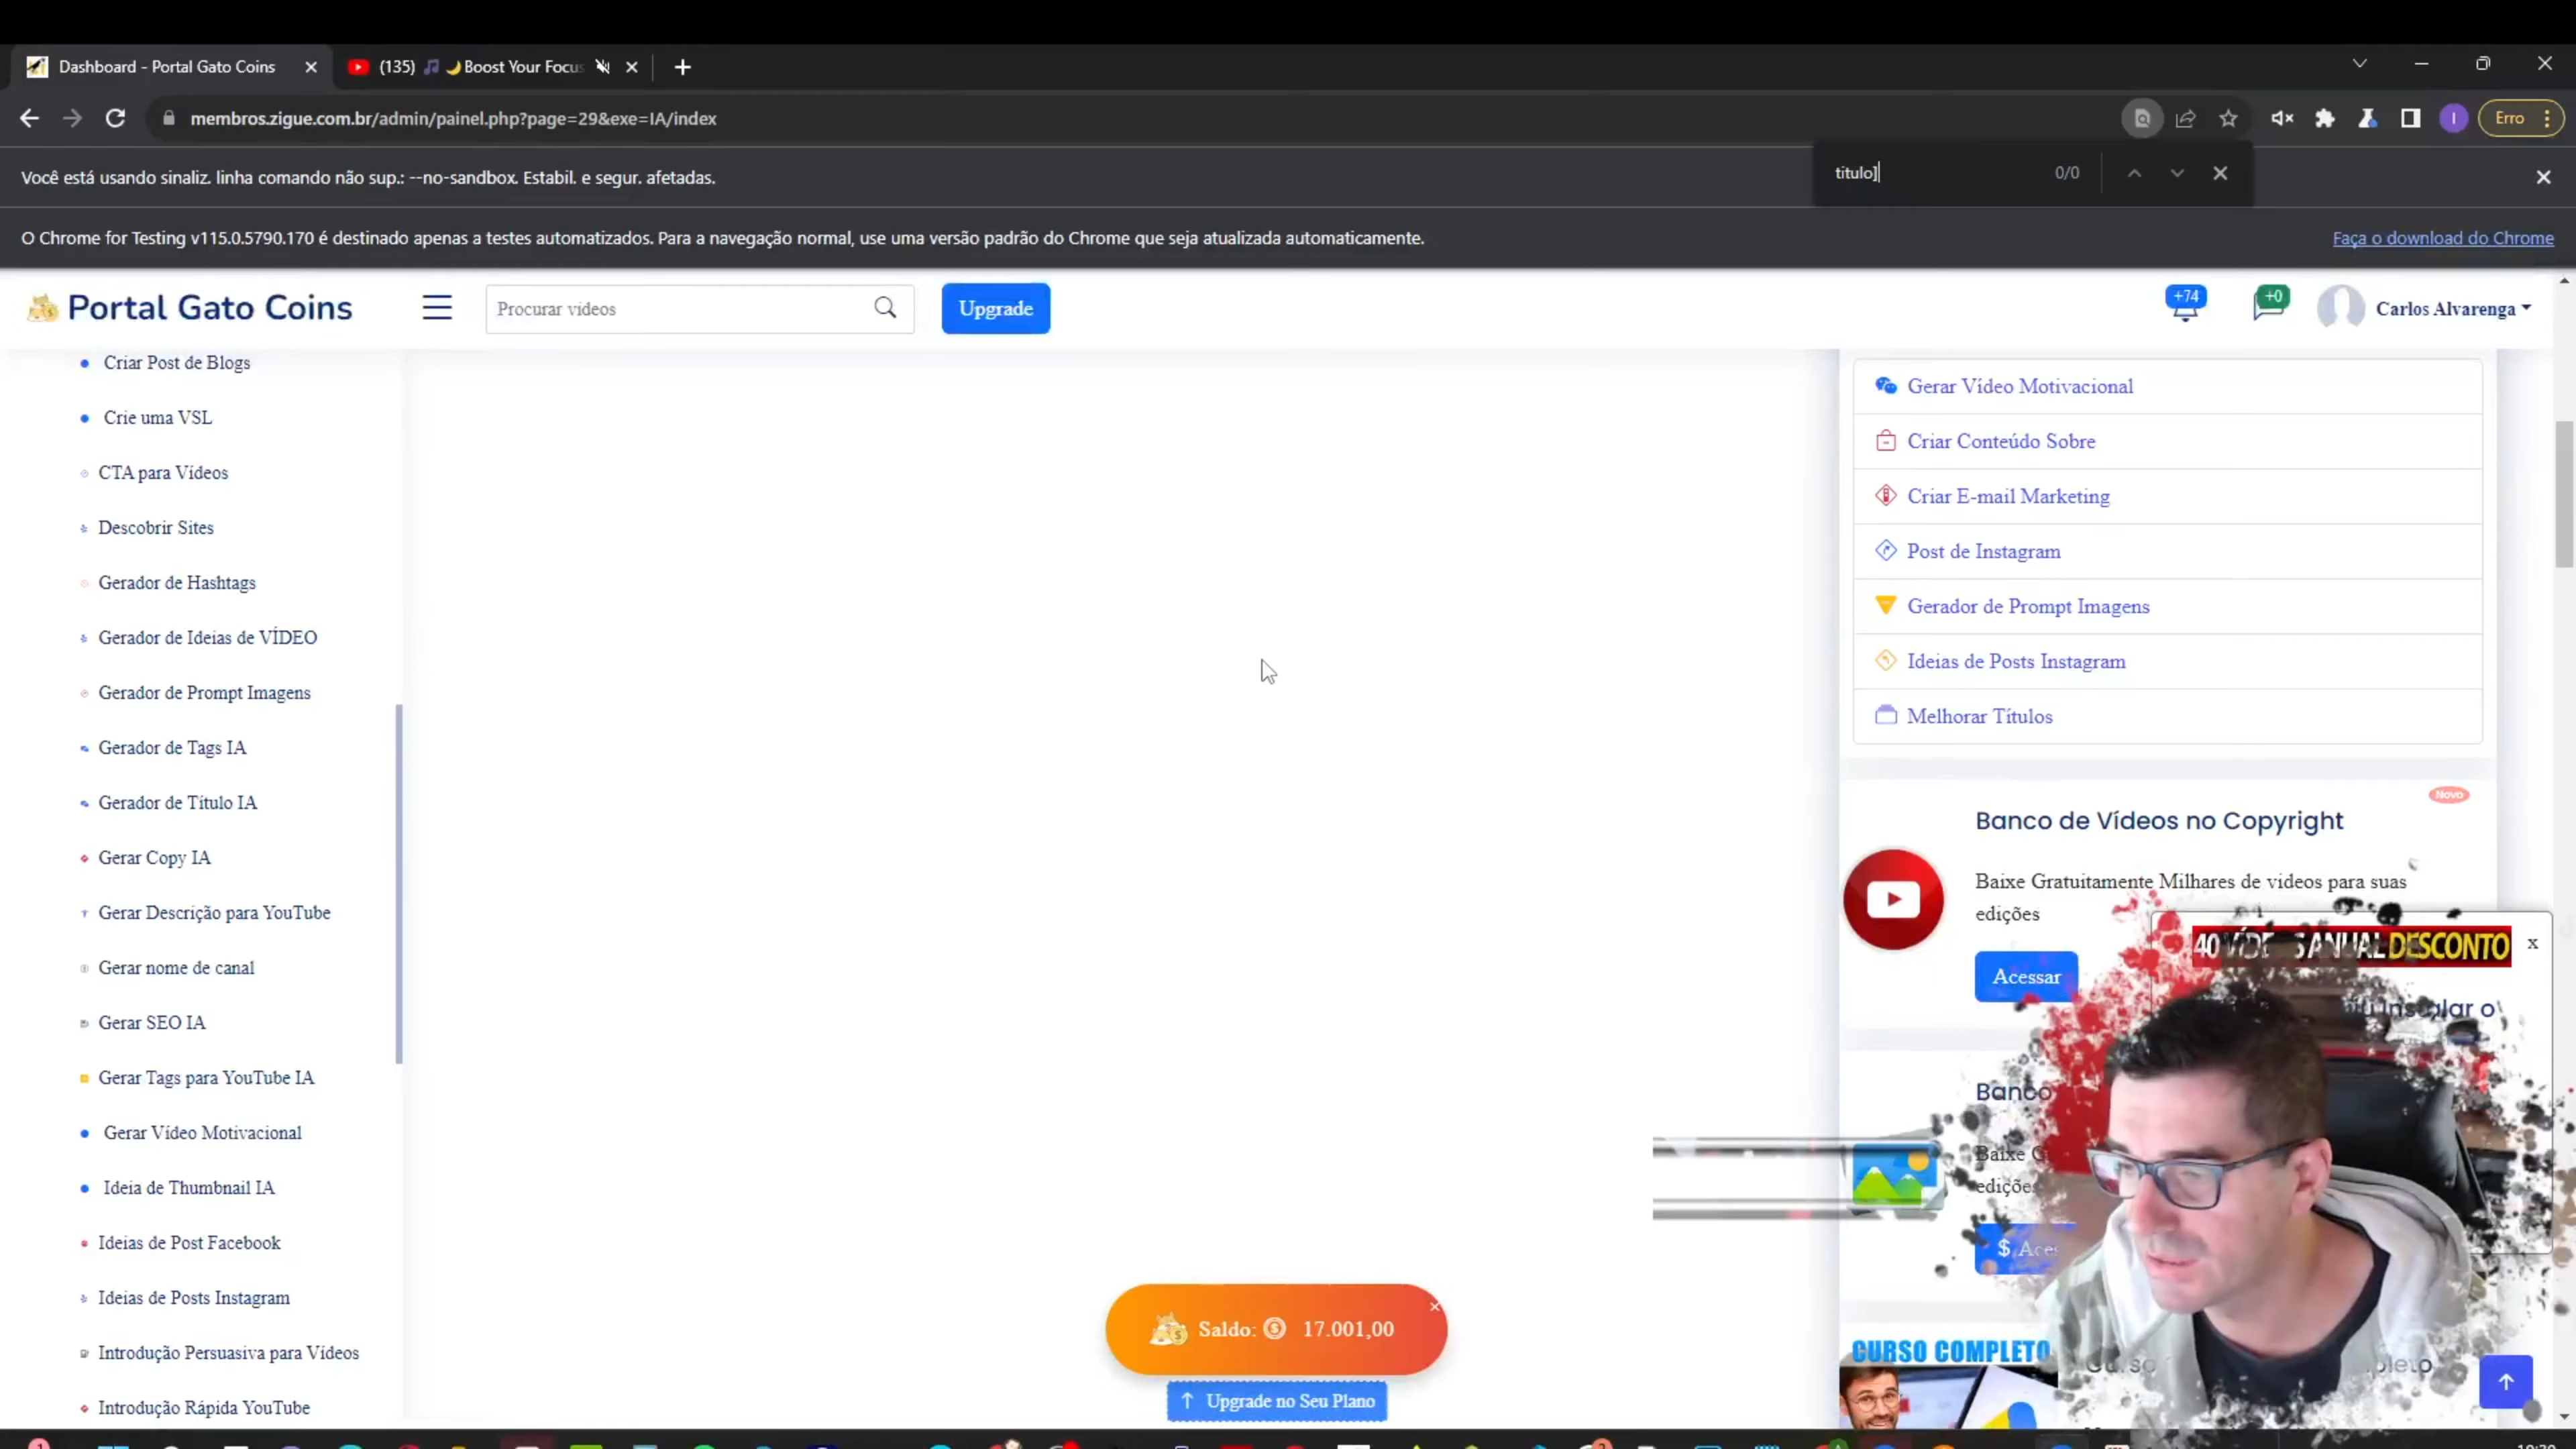 Dashboard - Portal Gato Coins
(135) 🎵 🌙 Boost Your Focus
membros.zigue.com.br/admin/painel.php?page=29&exe=IA/index
Erro
titulo]
0/0
Você está usando sinaliz. linha comando não sup.: --no-sandbox. Estabil. e segur. afetadas.
O Chrome for Testing v115.0.5790.170 é destinado apenas a testes automatizados. Para a navegação normal, use uma versão padrão do Chrome que seja atualizada automaticamente.
Faça o download do Chrome
Portal Gato Coins
Procurar vídeos
Upgrade
+74
+0
Carlos Alvarenga
Criar Post de Blogs
Crie uma VSL
CTA para Vídeos
Descobrir Sites
Gerador de Hashtags
Gerador de Ideias de VÍDEO
Gerador de Prompt Imagens
Gerador de Tags IA
Gerador de Título IA
Gerar Copy IA
Gerar Descrição para YouTube
Gerar nome de canal
Gerar SEO IA
Gerar Tags para YouTube IA
Gerar Vídeo Motivacional
Ideia de Thumbnail IA
Ideias de Post Facebook
Ideias de Posts Instagram
Introdução Persuasiva para Vídeos
Introdução Rápida YouTube
Saldo: 17.001,00
Upgrade no Seu Plano
Gerar Vídeo Motivacional
Criar Conteúdo Sobre
Criar E-mail Marketing
Post de Instagram
Gerador de Prompt Imagens
Ideias de Posts Instagram
Melhorar Títulos
Novo
Banco de Vídeos no Copyright
Baixe Gratuitamente Milhares de videos para suas
edições
Acessar
40 ANUAL DESCONTO
x
o
Banco
Baixe
edições
$
CURSO COMPLETO